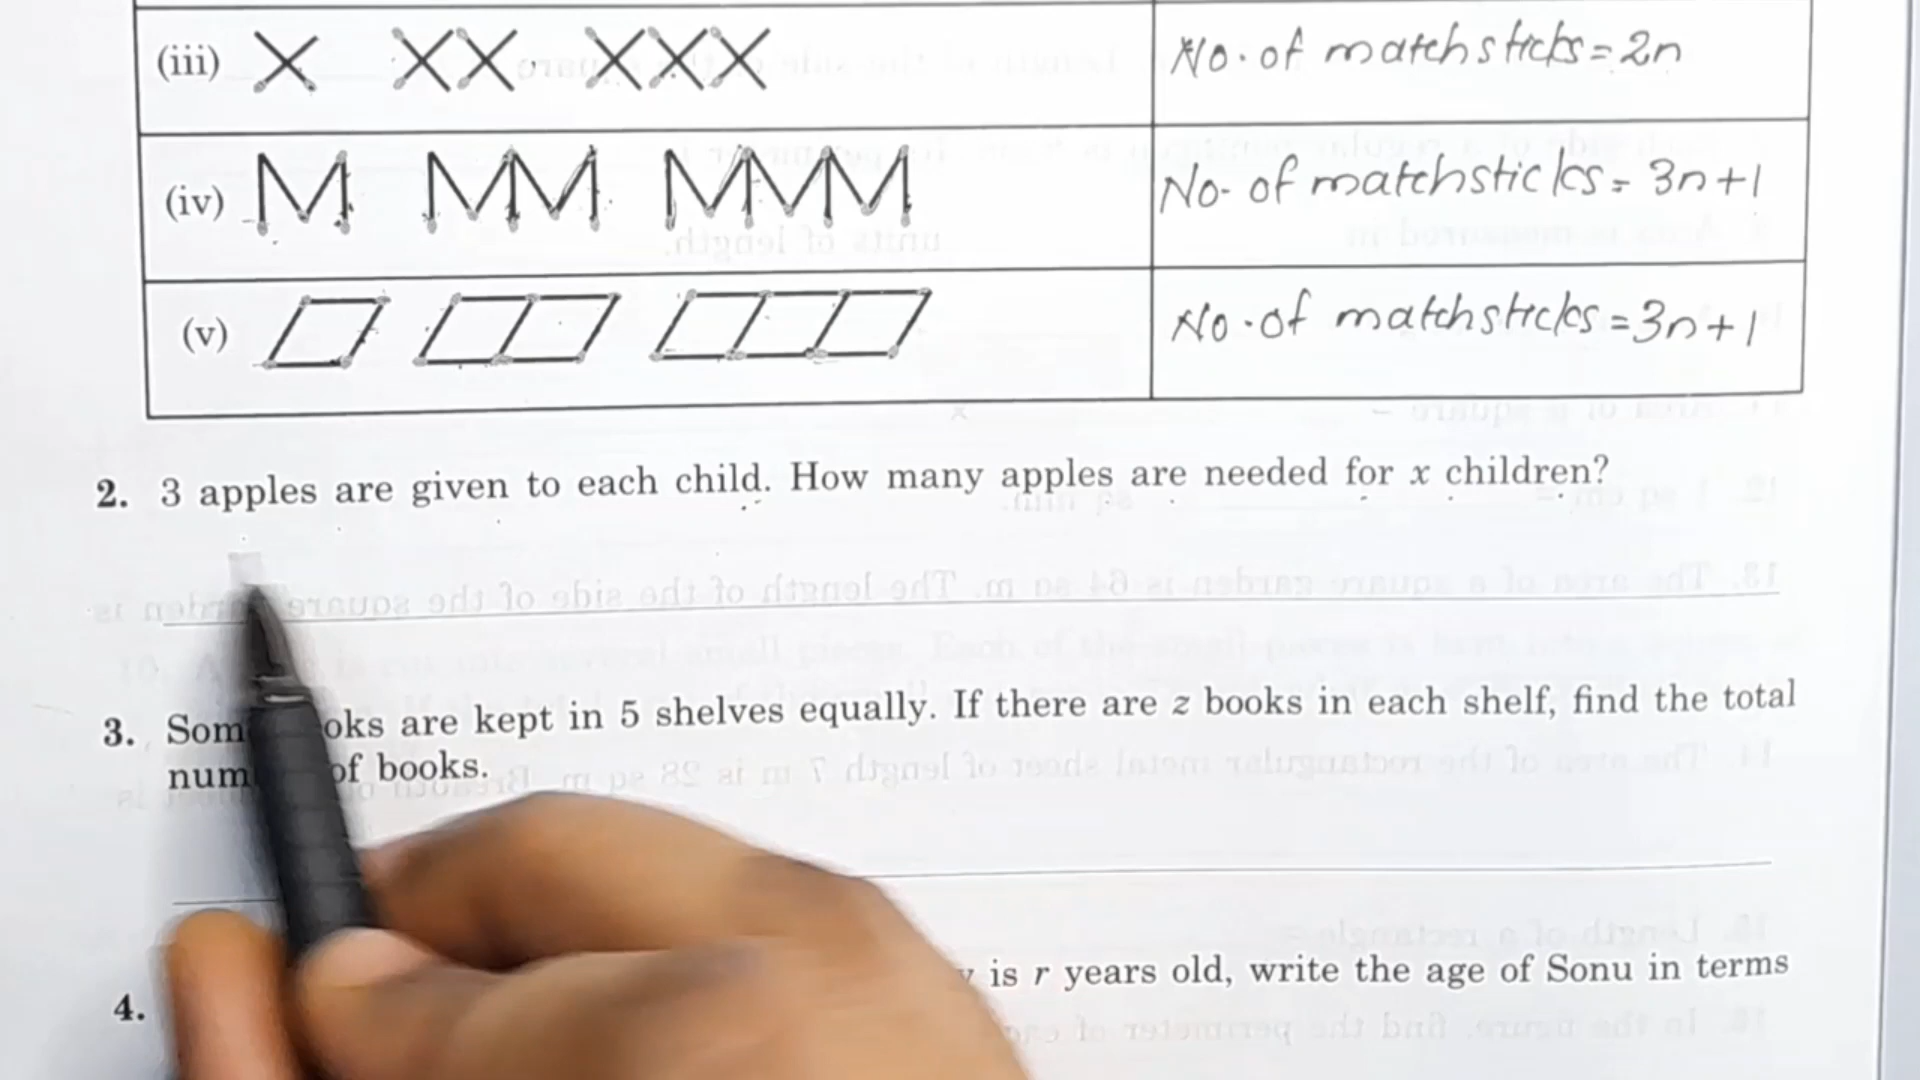 (iii) No. of matchsticks = 2n
(iv) No. of matchsticks = 3n+1
(v) No. of matchsticks = 3n+1
2. 3 apples are given to each child. How many apples are needed for x children?
3. are kept in 5 shelves equally. If there are z books in each shelf, find the total
of books.
4. is r years old, write the age of Sonu in terms